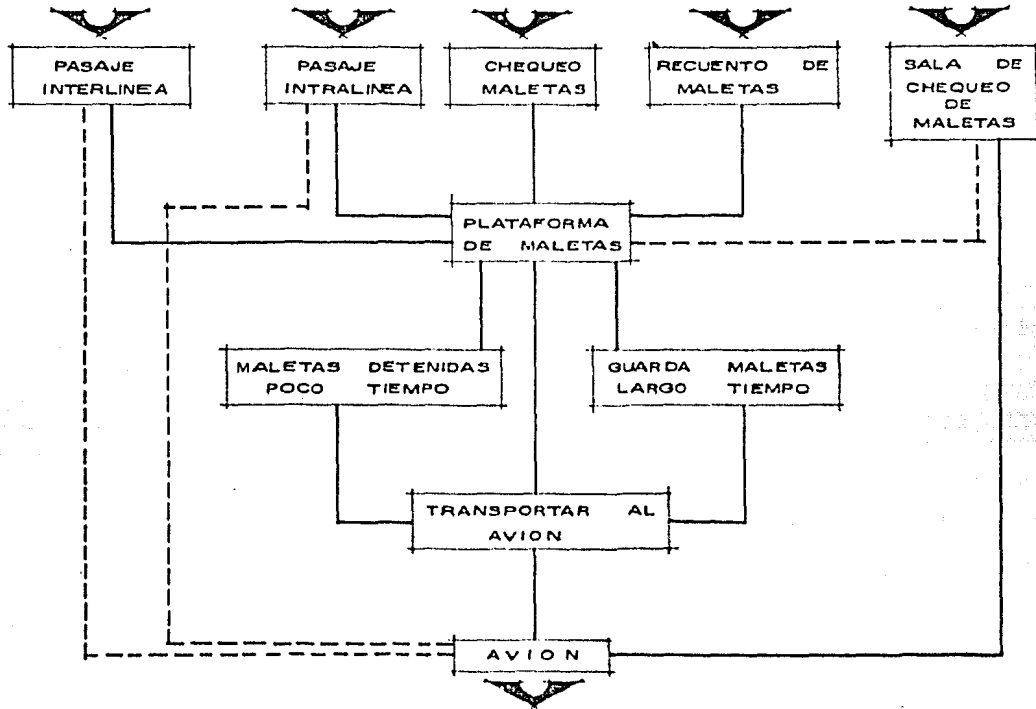 PASAJE
INTERLINEA
PASAJE
INTRALINEA
CHEQUEO
MALETAS
RECUENTO DE
MALETAS
SALA DE
CHEQUEO
DE
MALETAS
PLATAFORMA
DE MALETAS
MALETAS DETENIDAS
POCO TIEMPO
GUARDA MALETAS
LARGO TIEMPO
TRANSPORTAR AL
AVION
AVION